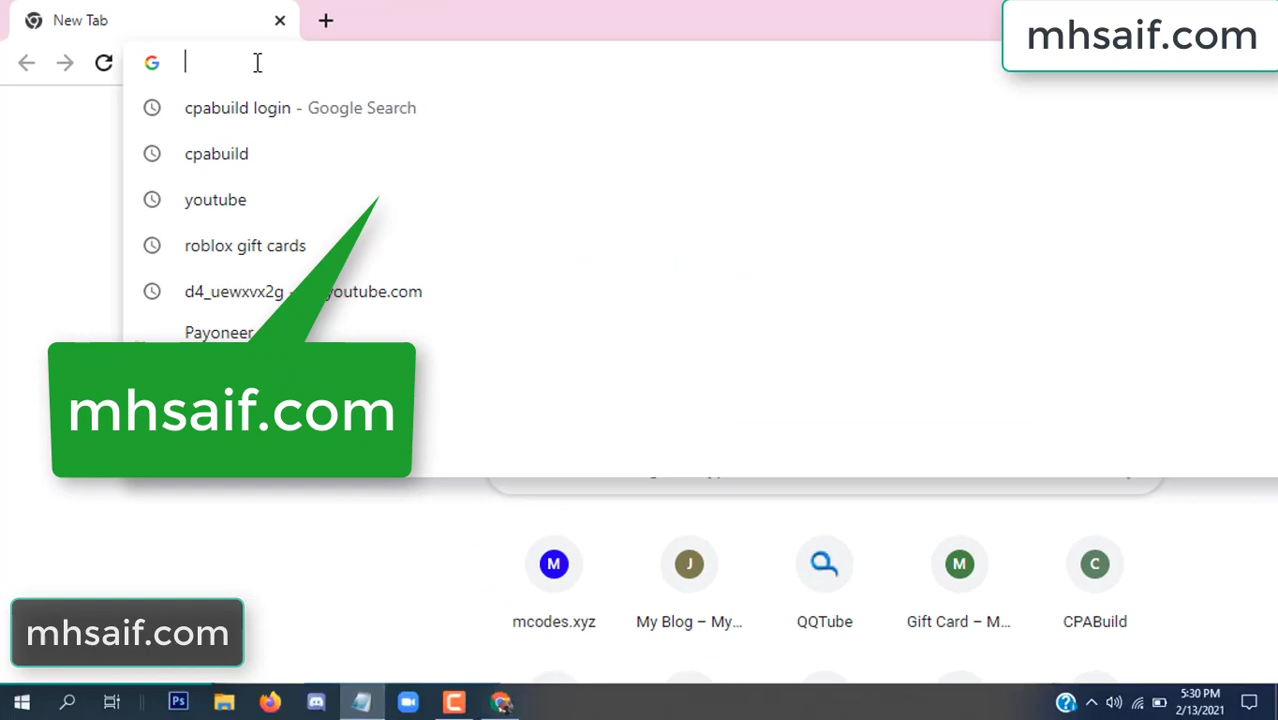 New Tab
mhsaif.com
cpabuild login - Google Search
cpabuild
youtube
roblox gift cards
d4_uewxvx2g - youtube.com
Payoneer
mhsaif.com
M
J
M
C
mcodes.xyz
My Blog – My...
QQTube
Gift Card – M...
CPABuild
mhsaif.com
Ps
5:30 PM
2/13/2021